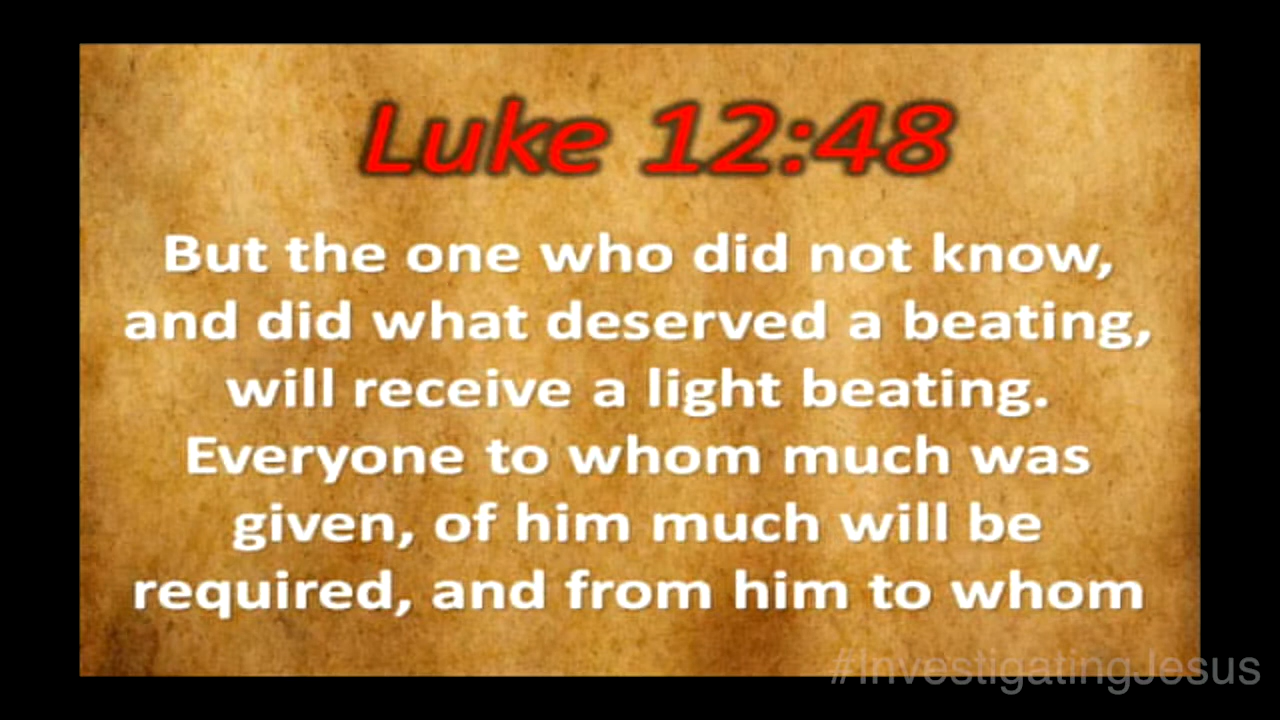 Luke 12:48
But the one who did not know,
and did what deserved a beating,
will receive a light beating.
Everyone to whom much was
given, of him much will be
required, and from him to whom
#InvestigatingJesus